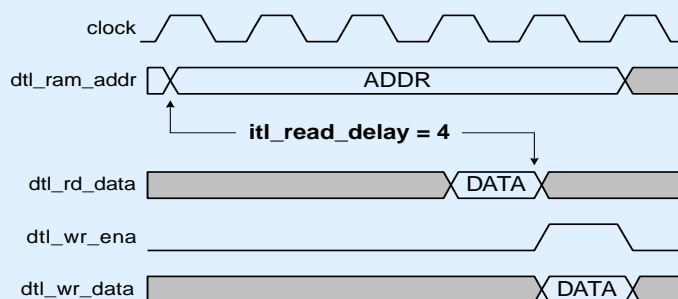 clock
dtl_ram_addr ADDR
itl_read_delay = 4
dtl_rd_data DATA
dtl_wr_ena
dtl_wr_data DATA